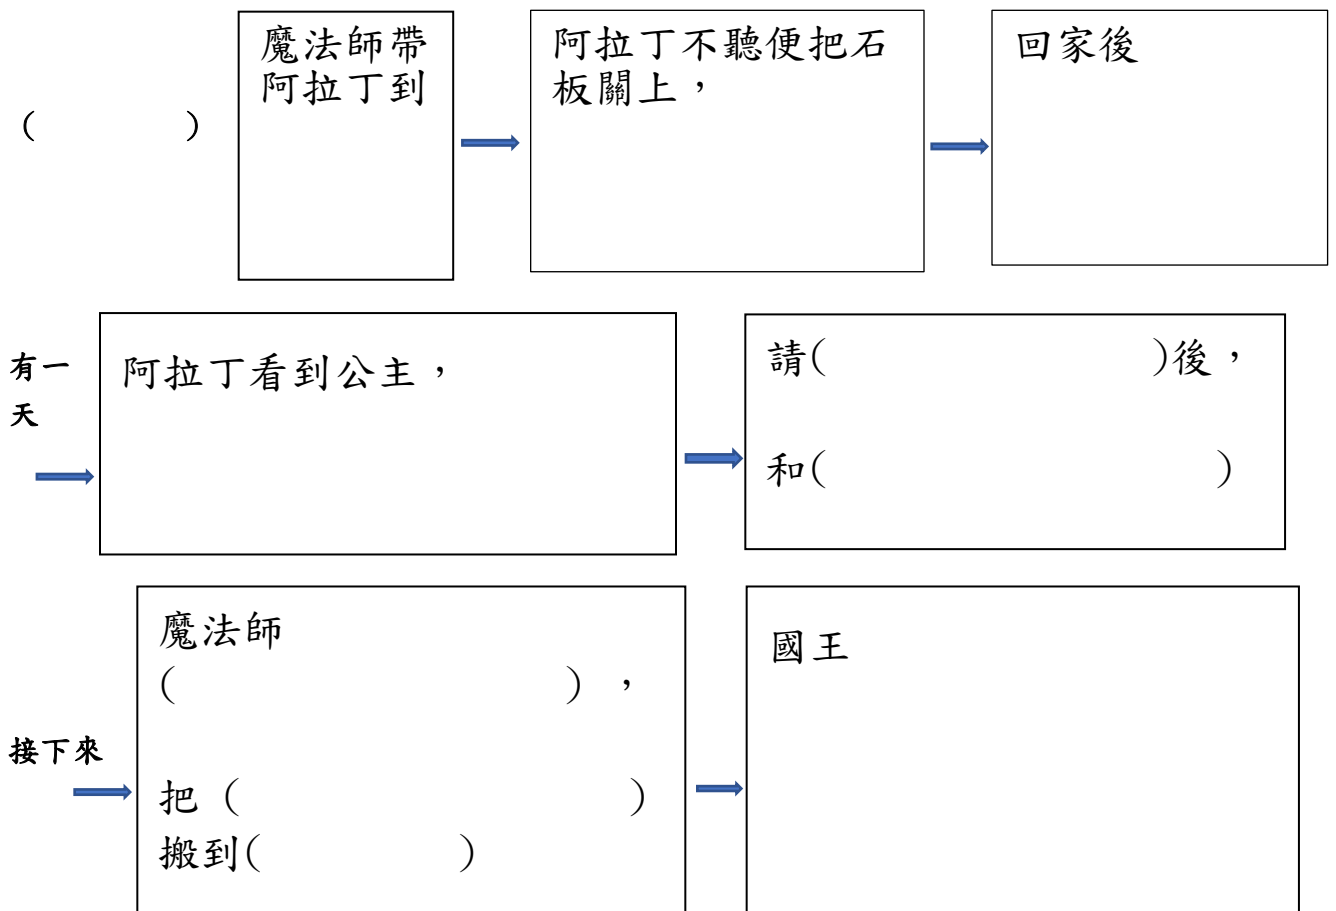 (　　　　)
魔法師帶
阿拉丁到
阿拉丁不聽便把石
板關上，
回家後
有一
天
阿拉丁看到公主，
請(　　　　　　　　)後，
和(　　　　　　　　　　)
接下來
魔法師
(　　　　　　　　　　)，
把 (　　　　　　　　　　)
搬到(　　　　　)
國王